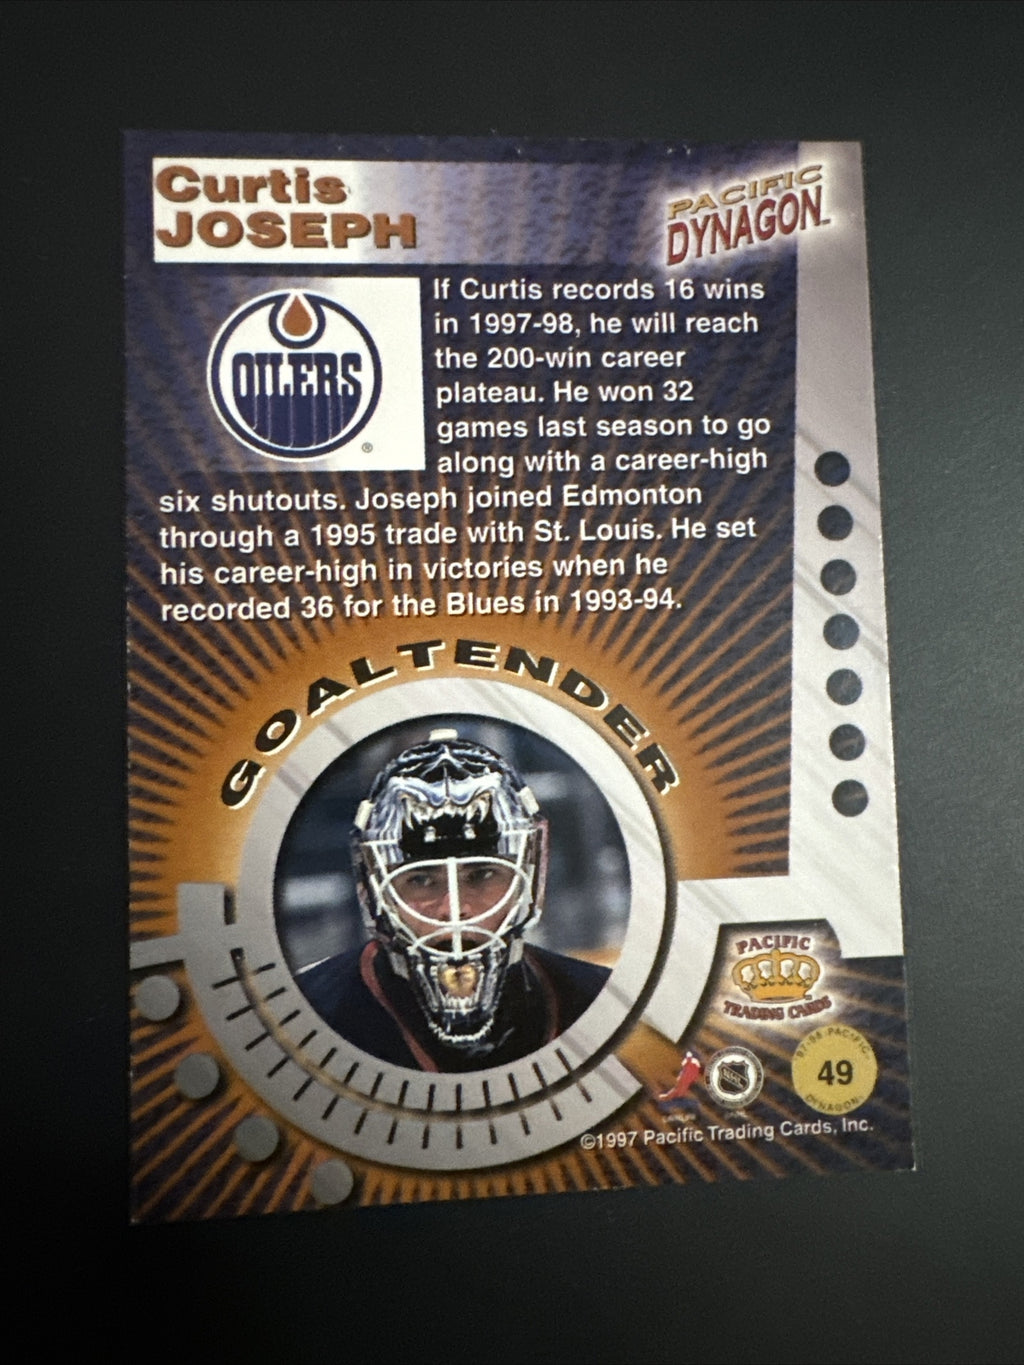 Curtis
JOSEPH
PACIFIC
DYNAGON™
OILERS
®
If Curtis records 16 wins
in 1997-98, he will reach
the 200-win career
plateau. He won 32
games last season to go
along with a career-high
six shutouts. Joseph joined Edmonton
through a 1995 trade with St. Louis. He set
his career-high in victories when he
recorded 36 for the Blues in 1993-94.
GOALTENDER
PACIFIC
TRADING CARDS
NHL
97-98 PACIFIC
49
DYNAGON
©1997 Pacific Trading Cards, Inc.